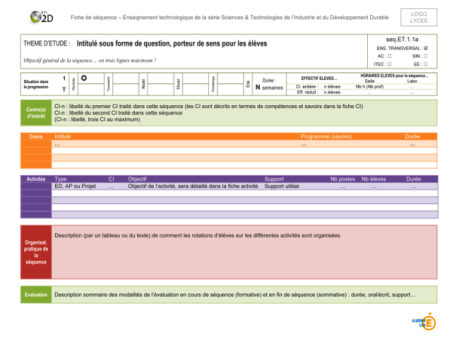 STI 2D
Fiche de séquence – Enseignement technologique de la série Sciences & Technologies de l'Industrie et du Développement Durable
LOGO
LYCEE
THEME D'ETUDE : Intitulé sous forme de question, porteur de sens pour les élèves
Objectif général de la séquence... en trois lignes maximum !
seq.ET.1.1a
ENS. TRANSVERSAL : ☑
AC : ☐ SIN : ☐
ITEC : ☐ EE : ☐
Situation dans
la progression
1
T
Rentrée
Toussaint
Noël
Hiver
Printemps
Eté
Durée :
N semaines
EFFECTIF ELEVES...
Cl. entière : n élèves
Eff. réduit : n élèves
HORAIRES ELEVES pour la séquence...
Salle Labo
Nb h (Nb prof) ...
...
Centre(s)
d'intérêt
CI-n : libellé du premier CI traité dans cette séquence (les CI sont décrits en termes de compétences et savoirs dans la fiche CI)
CI-n : libellé du second CI traité dans cette séquence
(CI-n : libellé, trois CI au maximum)
Cours Intitulé Programme (savoirs) Durée
... ... ...
Activités Type CI Objectif Support Nb postes Nb élèves Durée
ED, AP ou Projet ... Objectif de l'activité, sera détaillé dans la fiche activité Support utilisé ... ... ...
Organisat.
pratique de
la
séquence
Description (par un tableau ou du texte) de comment les rotations d'élèves sur les différentes activités sont organisées.
Evaluation Description sommaire des modalités de l'évaluation en cours de séquence (formative) et en fin de séquence (sommative) : durée, oral/écrit, support…